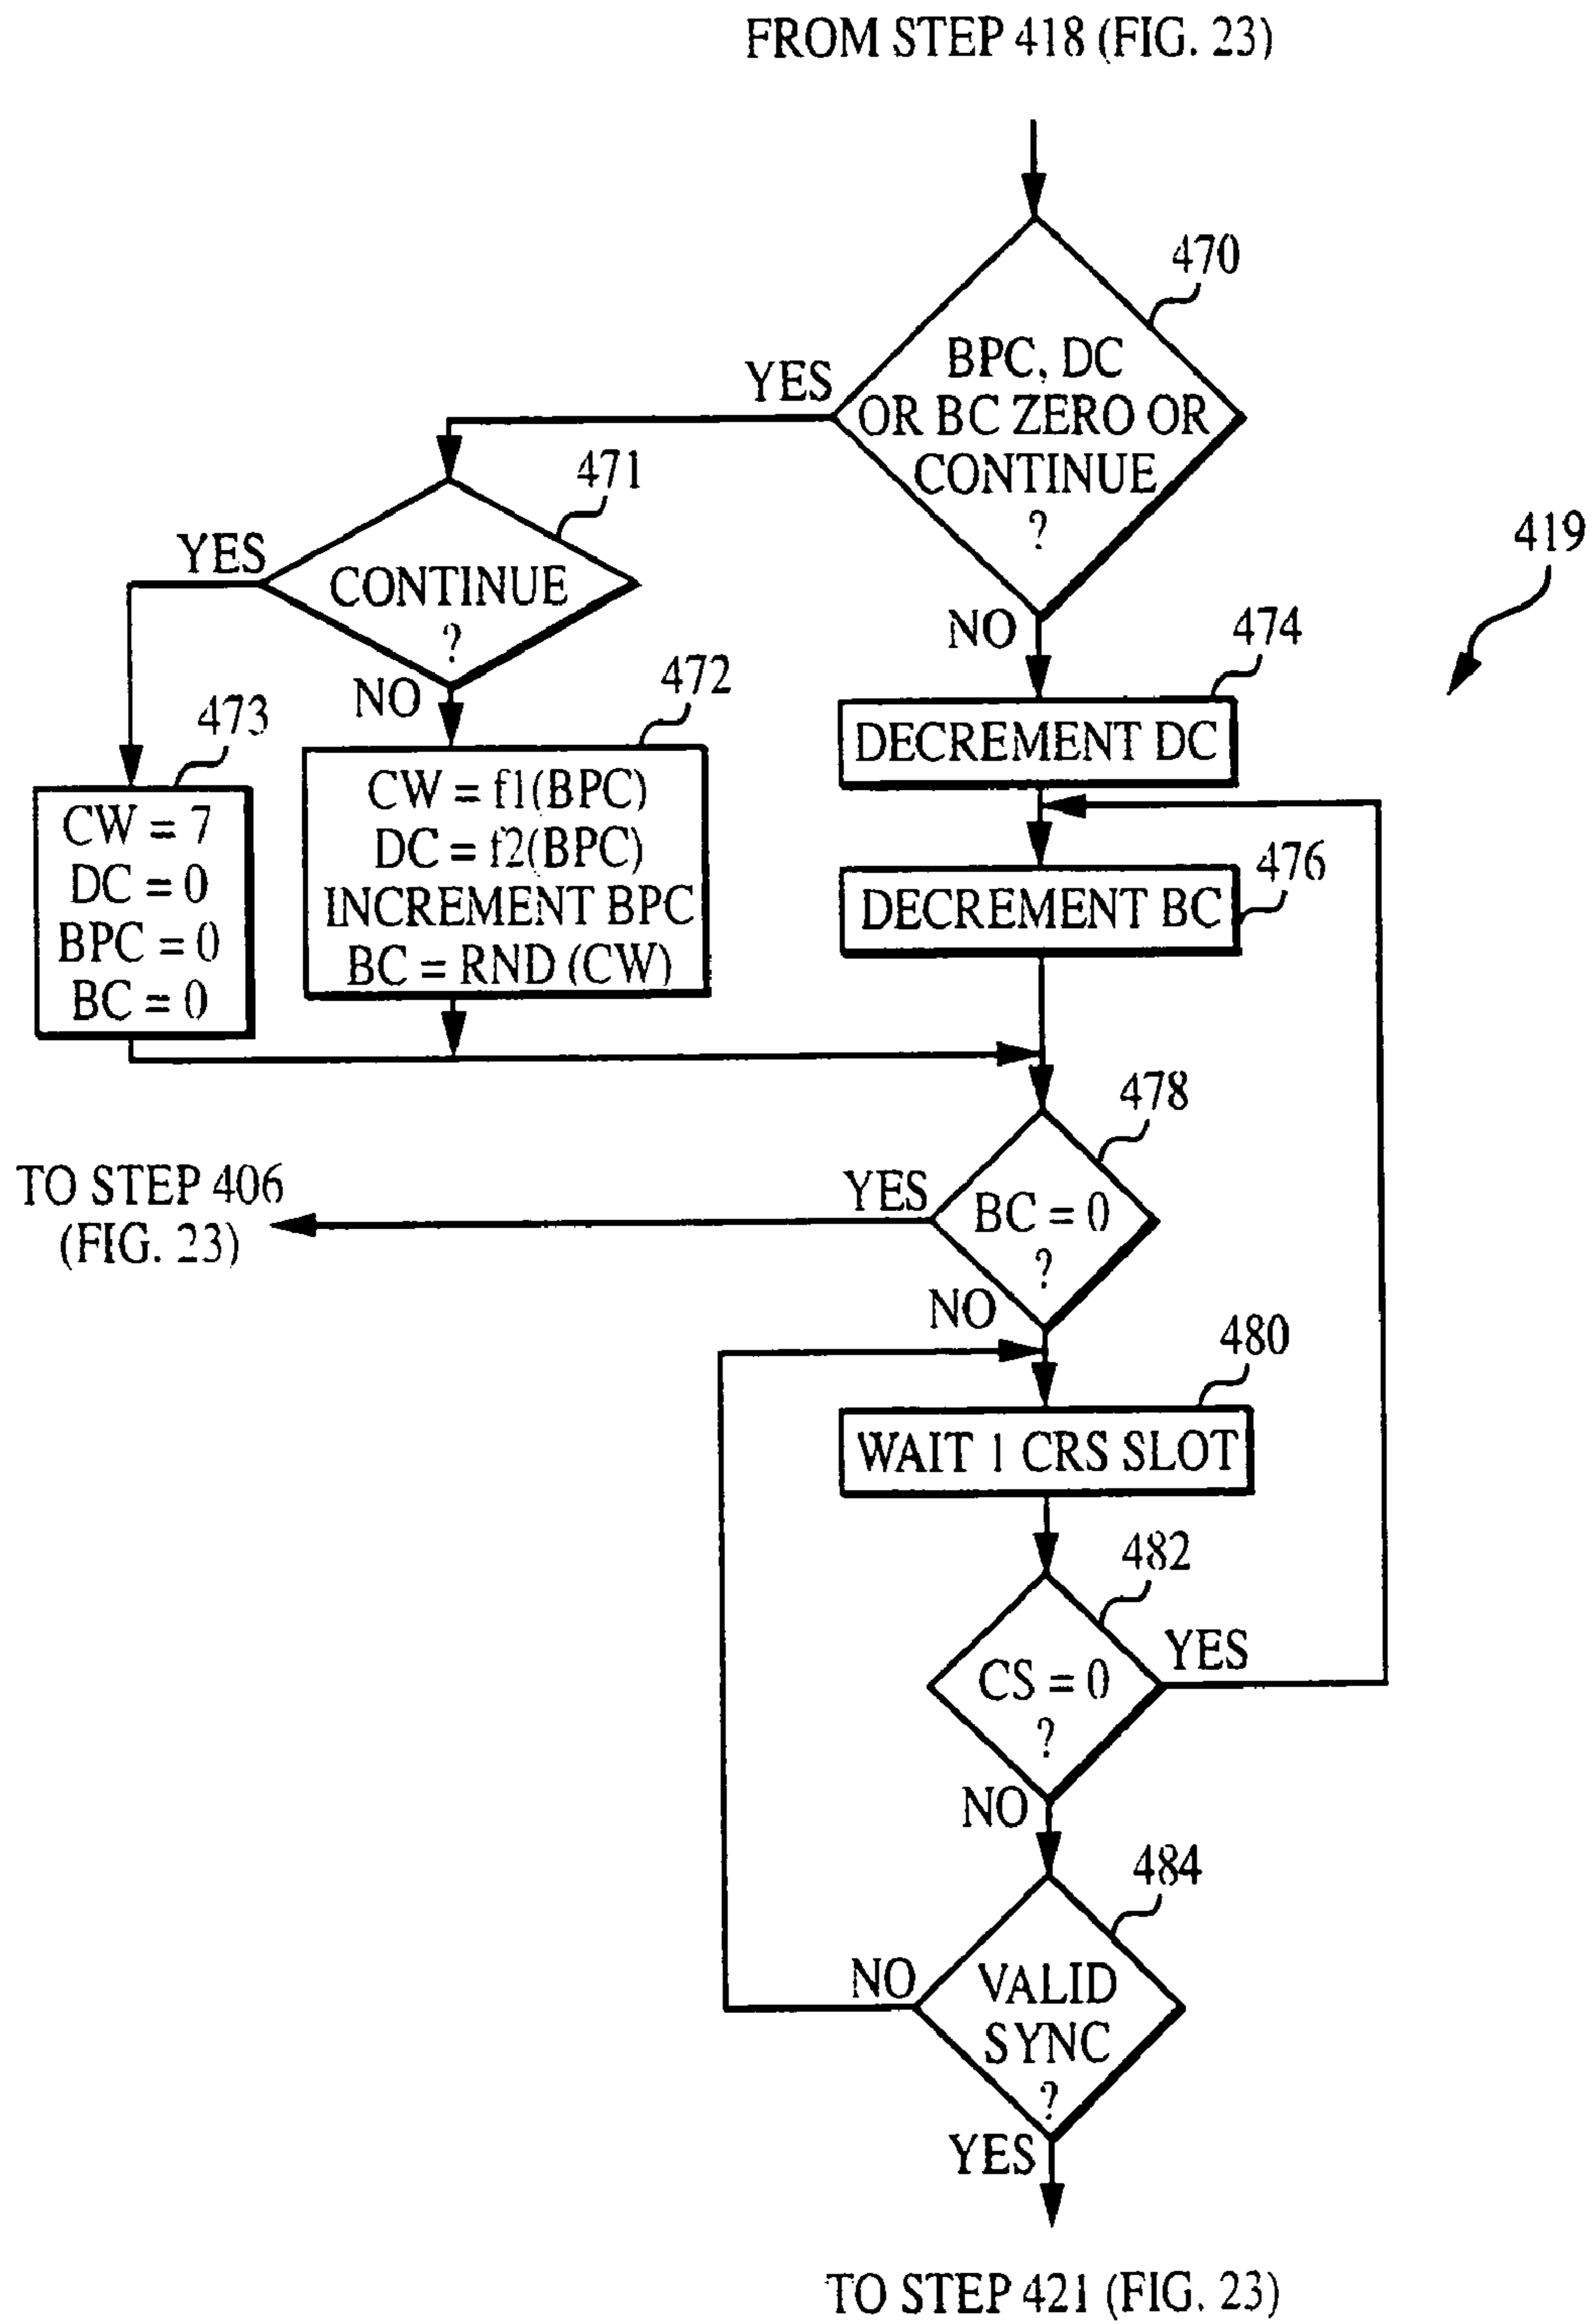 FROM STEP 418 (FIG. 23)
470
BPC, DC
OR BC ZERO OR
CONTINUE
?
YES
NO
471
CONTINUE
?
YES
NO
419
474
DECREMENT DC
472
CW = f1(BPC)
DC = f2(BPC)
INCREMENT BPC
BC = RND (CW)
473
CW = 7
DC = 0
BPC = 0
BC = 0
476
DECREMENT BC
478
BC = 0
?
YES
TO STEP 406
(FIG. 23)
NO
480
WAIT 1 CRS SLOT
482
CS = 0
?
YES
NO
484
VALID
SYNC
?
NO
YES
TO STEP 421 (FIG. 23)